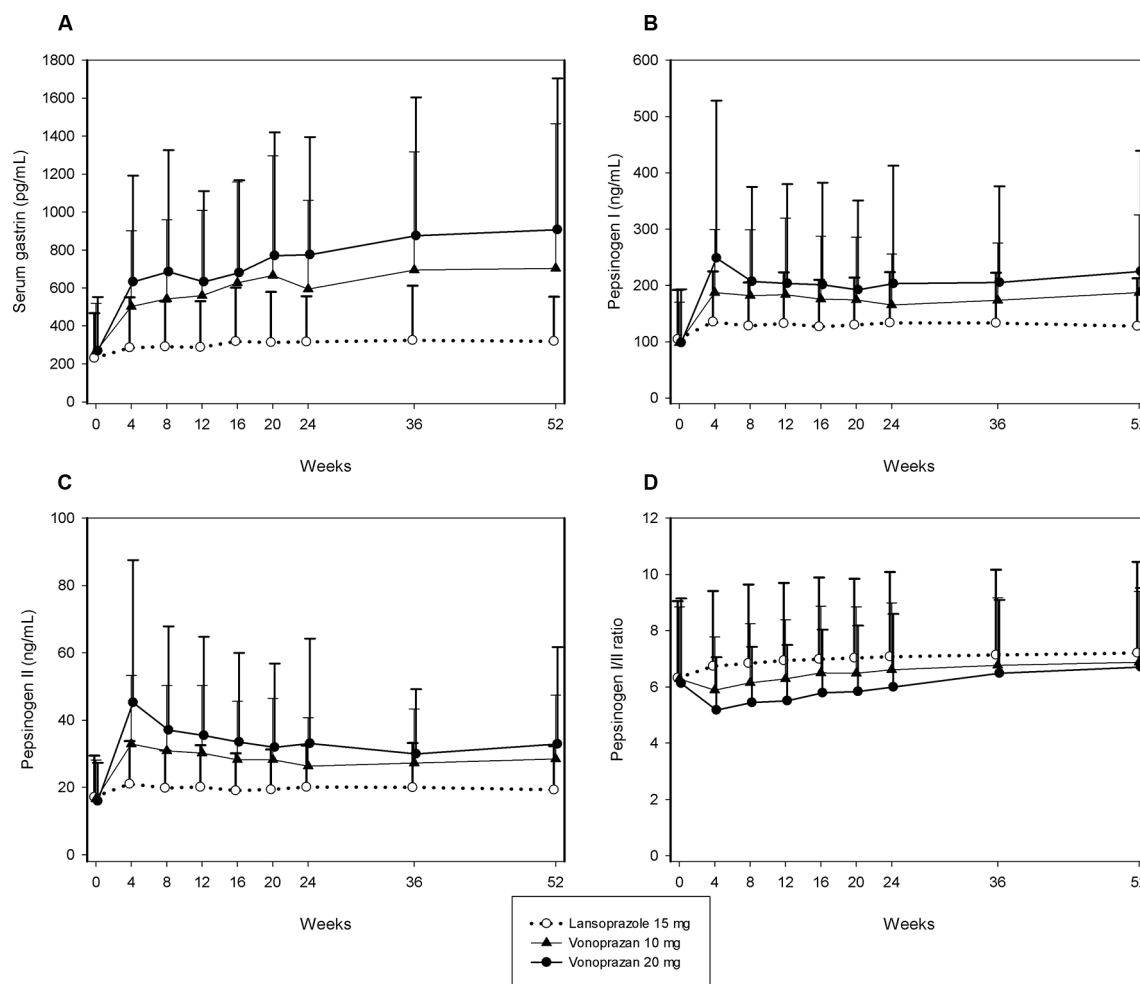 A
Serum gastrin (pg/mL)
1800
1600
1400
1200
1000
800
600
400
200
0
0 4 8 12 16 20 24 36 52
Weeks
B
Pepsinogen I (ng/mL)
600
500
400
300
200
100
0
0 4 8 12 16 20 24 36 52
Weeks
C
Pepsinogen II (ng/mL)
100
80
60
40
20
0
0 4 8 12 16 20 24 36 52
Weeks
D
Pepsinogen I/II ratio
12
10
8
6
4
2
0
0 4 8 12 16 20 24 36 52
Weeks
Lansoprazole 15 mg
Vonoprazan 10 mg
Vonoprazan 20 mg